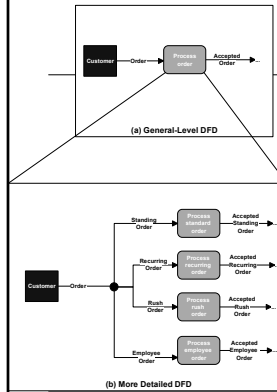 Customer
Order
Process
order
Accepted
Order
...
(a) General-Level DFD
Standing
Order
Process
standard
order
Accepted
Standing
Order
...
Recurring
Order
Process
recurring
order
Accepted
Recurring
Order
...
Customer
Order
Rush
Order
Process
rush
order
Accepted
Rush
Order
...
Employee
Order
Process
employee
order
Accepted
Employee
Order
...
(b) More Detailed DFD